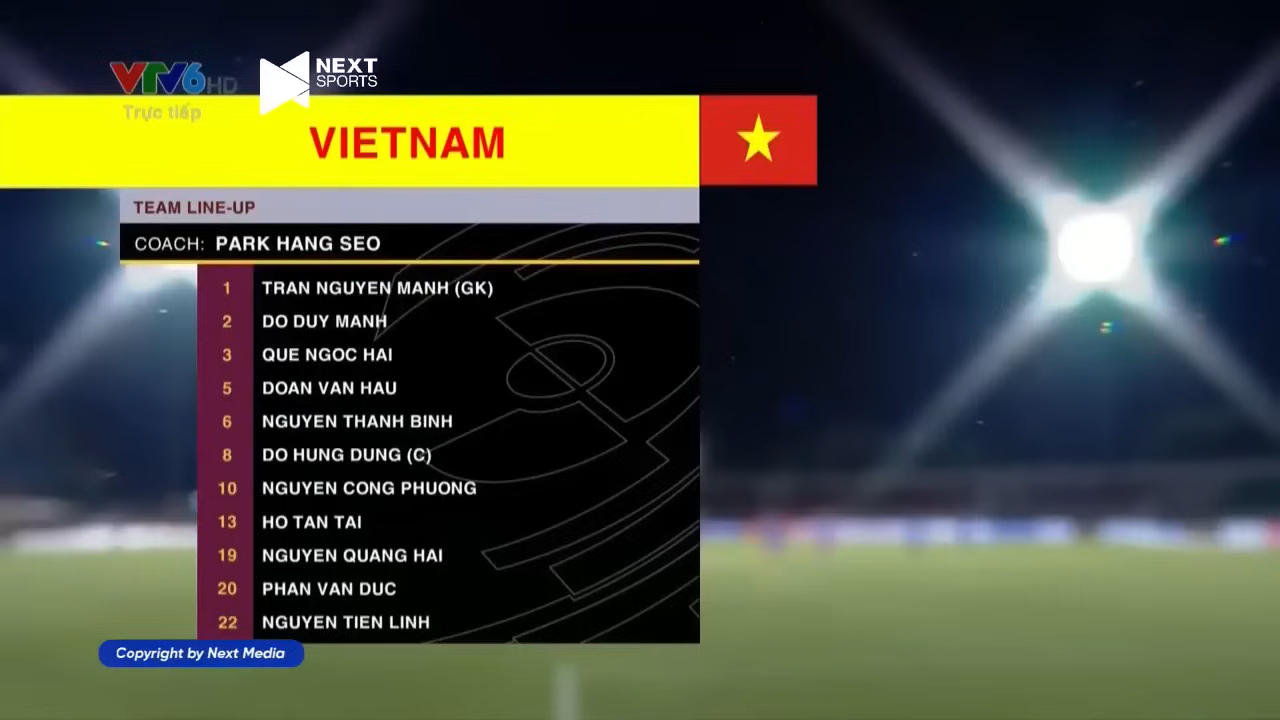 VTV6HD
Trực tiếp
NEXT
SPORTS
VIETNAM
TEAM LINE-UP
COACH: PARK HANG SEO
1 TRAN NGUYEN MANH (GK)
2 DO DUY MANH
3 QUE NGOC HAI
5 DOAN VAN HAU
6 NGUYEN THANH BINH
8 DO HUNG DUNG (C)
10 NGUYEN CONG PHUONG
13 HO TAN TAI
19 NGUYEN QUANG HAI
20 PHAN VAN DUC
22 NGUYEN TIEN LINH
Copyright by Next Media